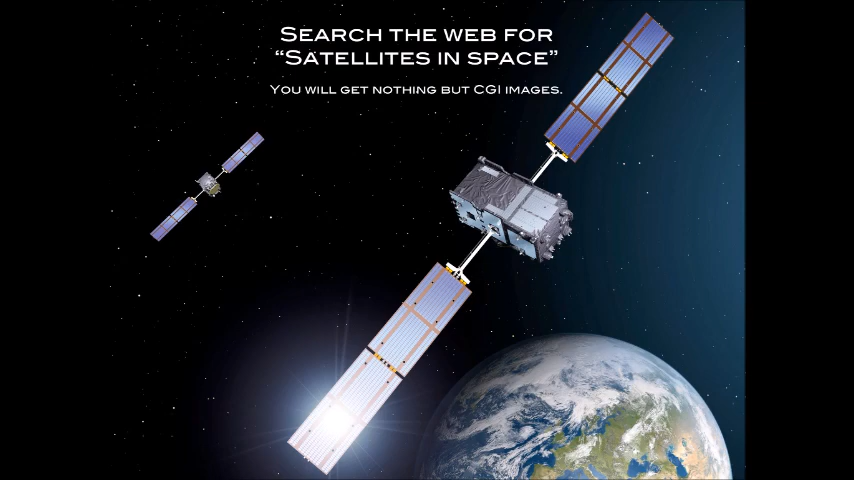 Search the web for
“Satellites in space”
You will get nothing but CGI images.